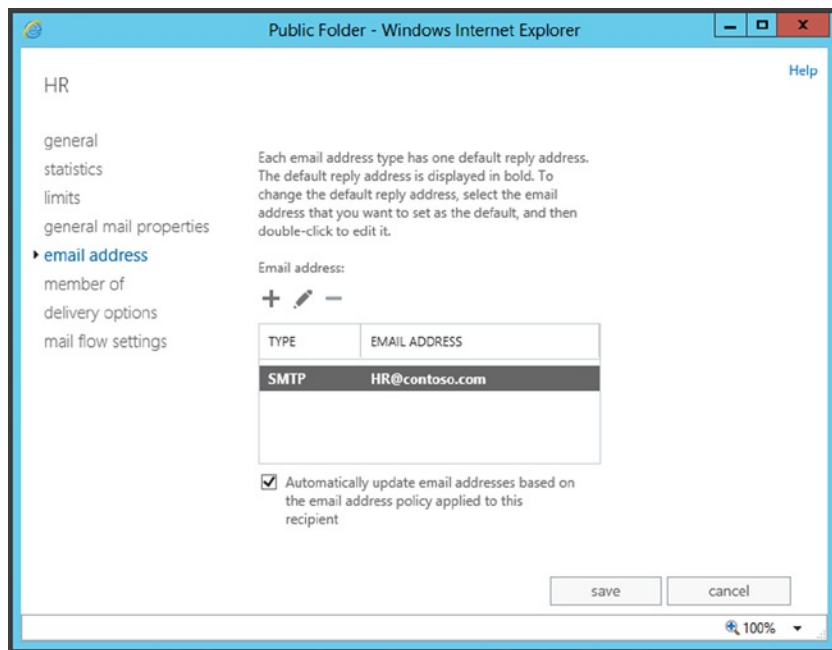 Public Folder - Windows Internet Explorer
Help
HR
general
statistics
limits
general mail properties
email address
member of
delivery options
mail flow settings
Each email address type has one default reply address.
The default reply address is displayed in bold. To
change the default reply address, select the email
address that you want to set as the default, and then
double-click to edit it.
Email address:
TYPE EMAIL ADDRESS
SMTP HR@contoso.com
Automatically update email addresses based on
the email address policy applied to this
recipient
save cancel
100%